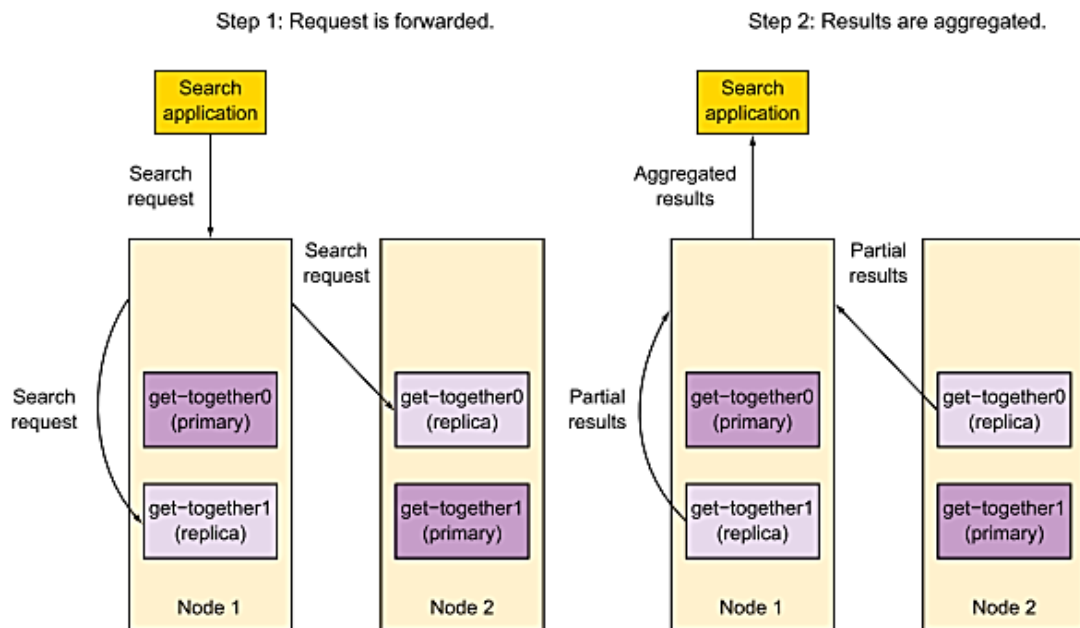 Step 1: Request is forwarded.
Search
application
Search
request
Search
request
Search
request
get-together0
(primary)
get-together1
(replica)
Node 1
get-together0
(replica)
get-together1
(primary)
Node 2
Step 2: Results are aggregated.
Search
application
Aggregated
results
Partial
results
Partial
results
get-together0
(primary)
get-together1
(replica)
Node 1
get-together0
(replica)
get-together1
(primary)
Node 2